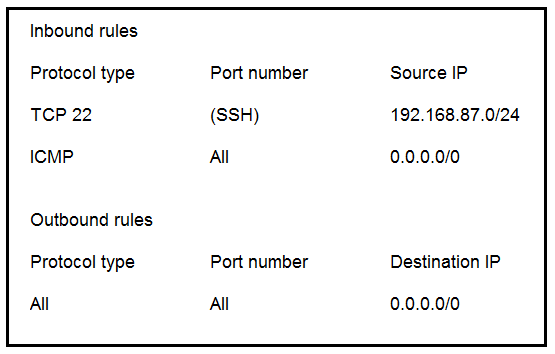 Inbound rules
Protocol type Port number Source IP
TCP 22 (SSH) 192.168.87.0/24
ICMP All 0.0.0.0/0
Outbound rules
Protocol type Port number Destination IP
All All 0.0.0.0/0